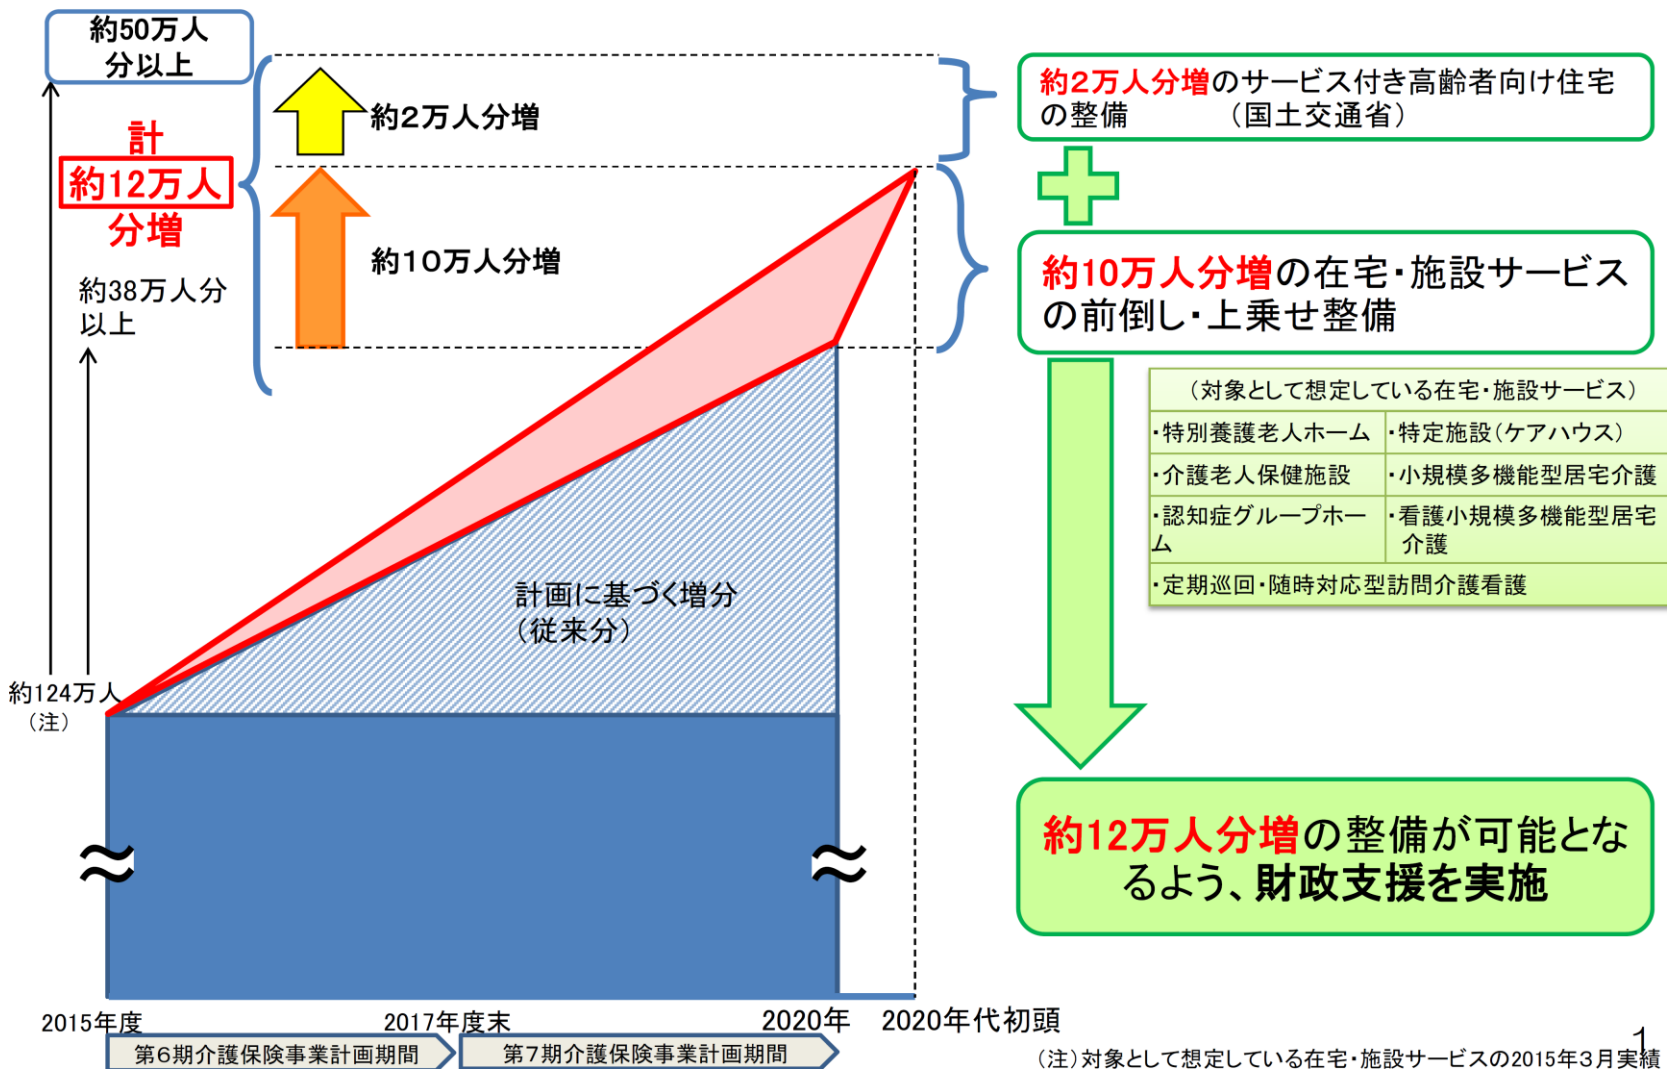 約50万人
分以上
計
約12万人
分増
約2万人分増
約10万人分増
約38万人分
以上
約124万人
（注）
計画に基づく増分
（従来分）
2015年度
2017年度末
2020年
2020年代初頭
第6期介護保険事業計画期間
第7期介護保険事業計画期間
約2万人分増のサービス付き高齢者向け住宅
の整備　　　　（国土交通省）
約10万人分増の在宅・施設サービス
の前倒し・上乗せ整備
（対象として想定している在宅・施設サービス）
・特別養護老人ホーム
・特定施設（ケアハウス）
・介護老人保健施設
・小規模多機能型居宅介護
・認知症グループホー
ム
・看護小規模多機能型居宅
介護
・定期巡回・随時対応型訪問介護看護
約12万人分増の整備が可能とな
るよう、財政支援を実施
1
（注）対象として想定している在宅・施設サービスの2015年3月実績